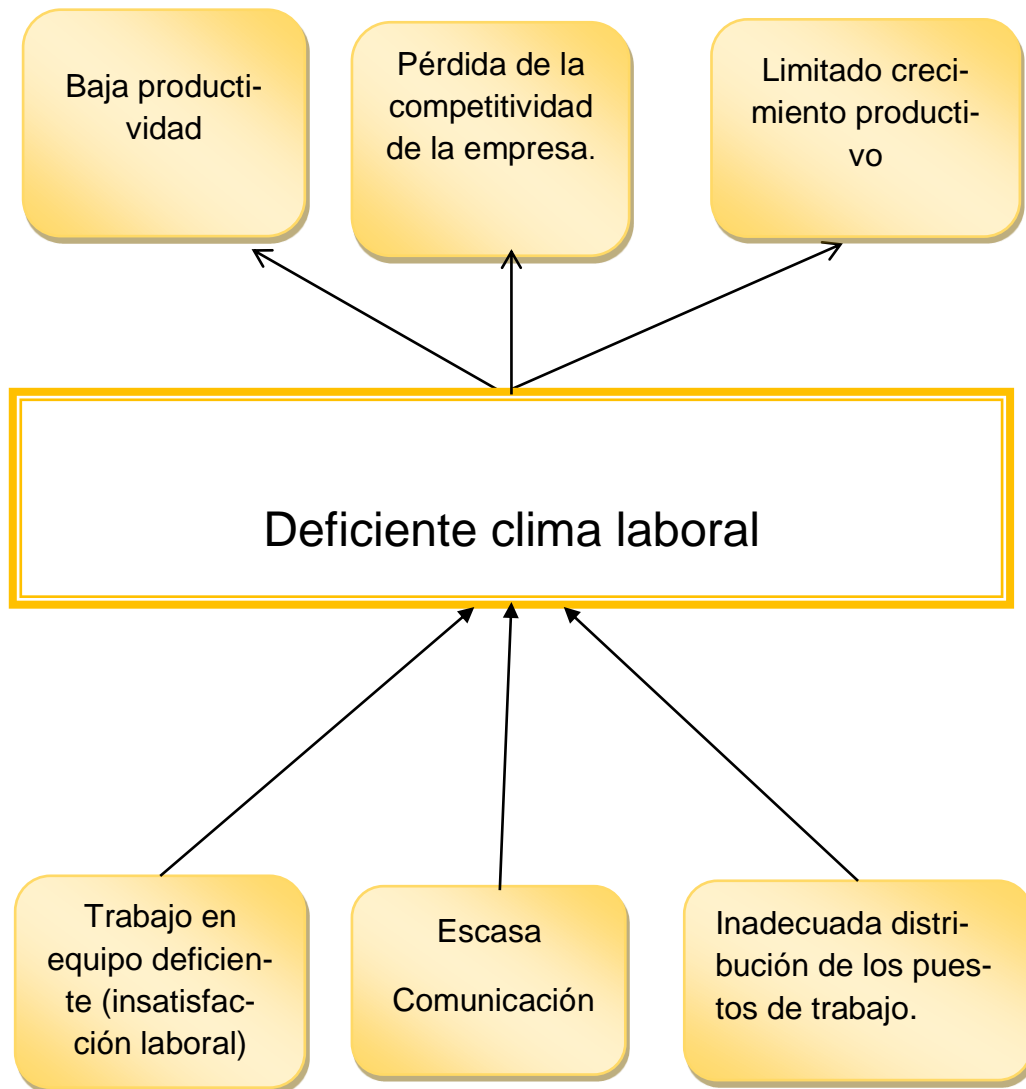 Baja producti-
vidad
Pérdida de la
competitividad
de la empresa.
Limitado creci-
miento producti-
vo
Deficiente clima laboral
Trabajo en
equipo deficien-
te (insatisfac-
ción laboral)
Escasa
Comunicación
Inadecuada distri-
bución de los pues-
tos de trabajo.